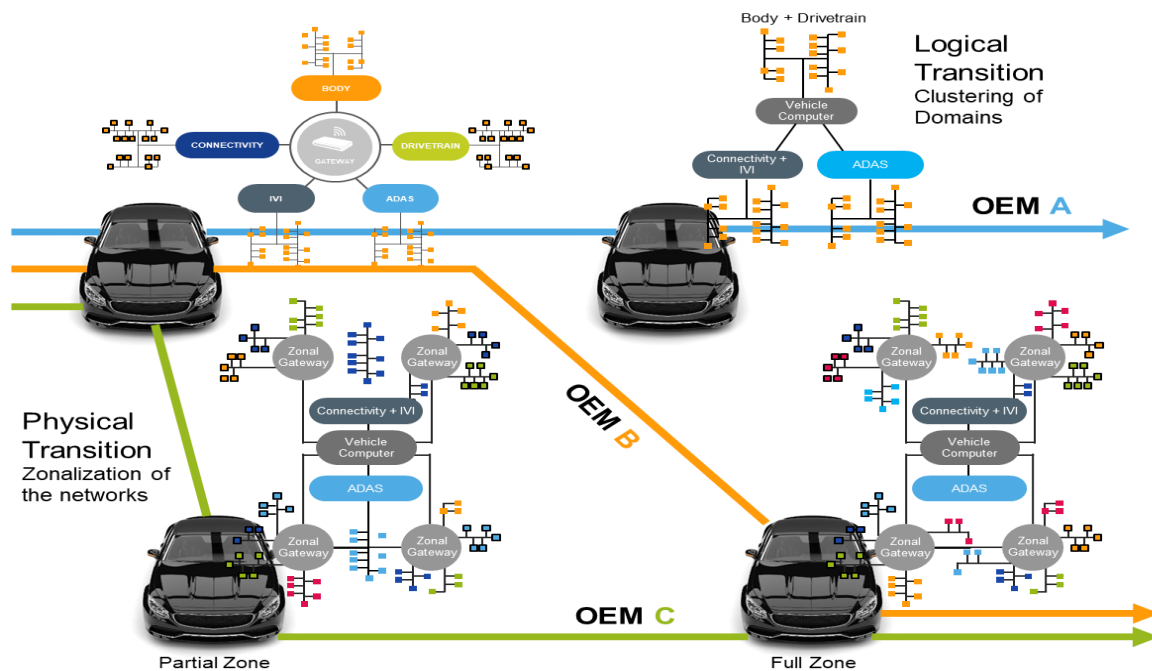 Body + Drivetrain
Logical
Transition
Clustering of
Domains
BODY
CONNECTIVITY
GATEWAY
DRIVETRAIN
IVI
ADAS
Vehicle
Computer
Connectivity +
IVI
ADAS
OEM A
Physical
Transition
Zonalization of
the networks
Zonal
Gateway
Zonal
Gateway
Connectivity + IVI
Vehicle
Computer
ADAS
Zonal
Gateway
Zonal
Gateway
OEM B
Zonal
Gateway
Zonal
Gateway
Connectivity + IVI
Vehicle
Computer
ADAS
Zonal
Gateway
Zonal
Gateway
OEM C
Partial Zone
Full Zone